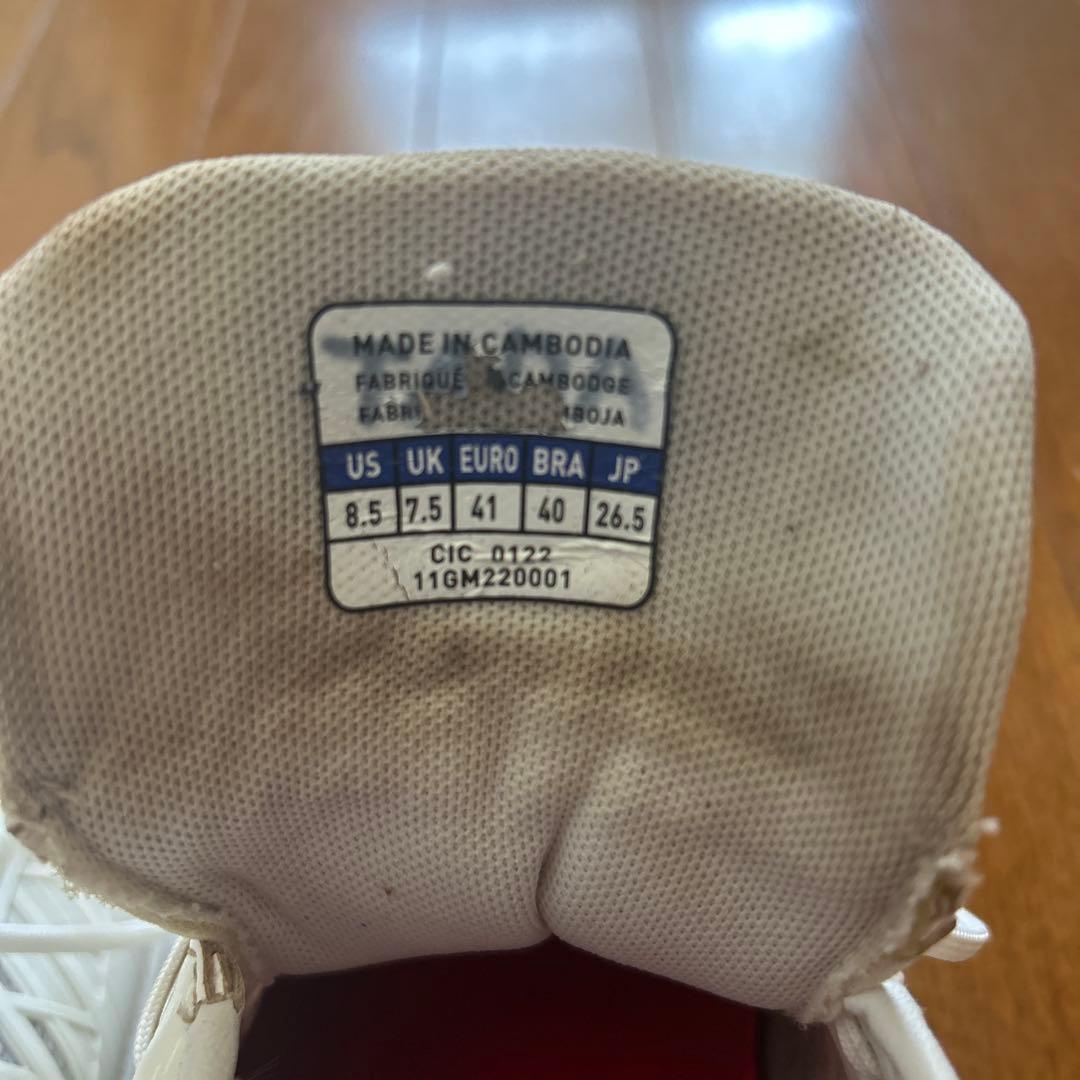 MADE IN CAMBODIA
FABRIQUÉ CAMBODGE
US UK EURO BRA JP
8.5 7.5 41 40 26.5
CIC 0122
11GM220001